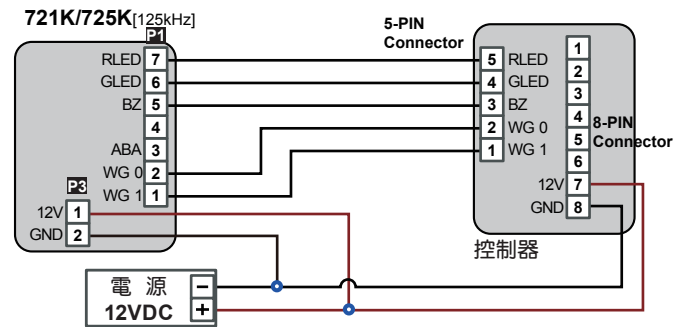 721K/725K[125kHz]
P1
RLED 7
GLED 6
BZ 5
4
ABA 3
WG 0 2
WG 1 1
P3
12V 1
GND 2
5-PIN
Connector
5 RLED
4 GLED
3 BZ
2 WG 0
1 WG 1
1
2
3
4
5
6
12V 7
GND 8
8-PIN
Connector
控制器
電 源 −
12VDC +